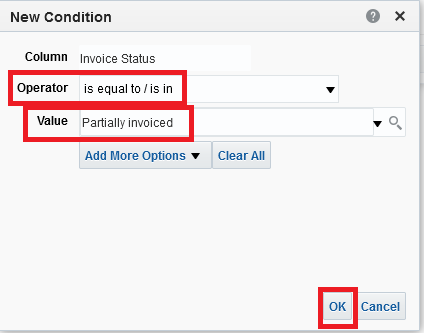 New Condition
Column Invoice Status
Operator is equal to / is in
Value Partially invoiced
Add More Options Clear All
OK Cancel